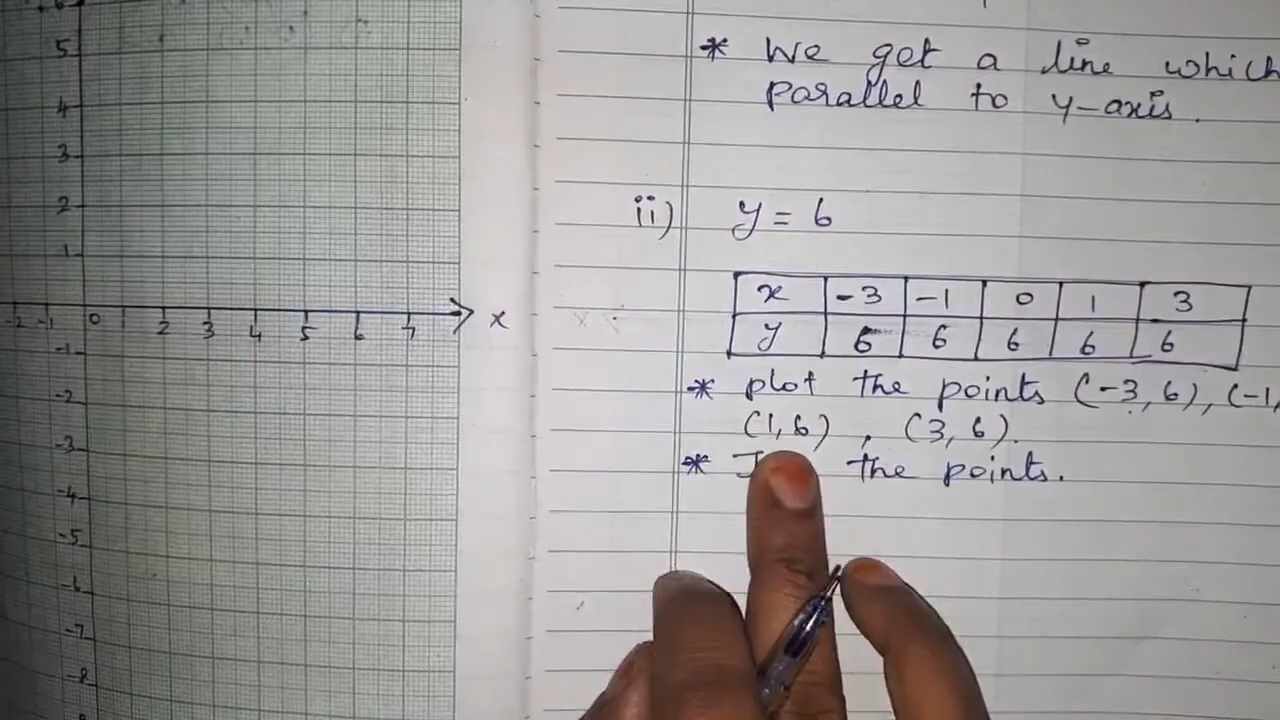 5
4
3
2
1
-2 -1 0 1 2 3 4 5 6 7 x
-1
-2
-3
-4
-5
-6
-7
-8
* We get a line which
parallel to y-axis.
ii) y = 6
x -3 -1 0 1 3
y 6 6 6 6 6
* plot the points (-3, 6), (-1,
(1, 6) , (3, 6).
* the points.